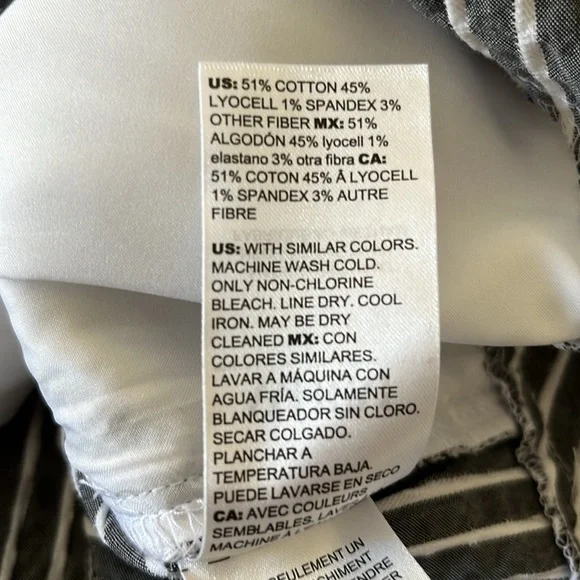 US: 51% COTTON 45%
LYOCELL 1% SPANDEX 3%
OTHER FIBER MX: 51%
ALGODÓN 45% lyocell 1%
elastano 3% otra fibra CA:
51% COTON 45% Â LYOCELL
1% SPANDEX 3% AUTRE
FIBRE
US: WITH SIMILAR COLORS.
MACHINE WASH COLD.
ONLY NON-CHLORINE
BLEACH. LINE DRY. COOL
IRON. MAY BE DRY
CLEANED MX: CON
COLORES SIMILARES.
LAVAR A MÁQUINA CON
AGUA FRÍA. SOLAMENTE
BLANQUEADOR SIN CLORO.
SECAR COLGADO.
PLANCHAR A
TEMPERATURA BAJA.
PUEDE LAVARSE EN SECO
CA: AVEC COULEURS
SEMBLABLES.
MACHINE À
SEULEMENT UN